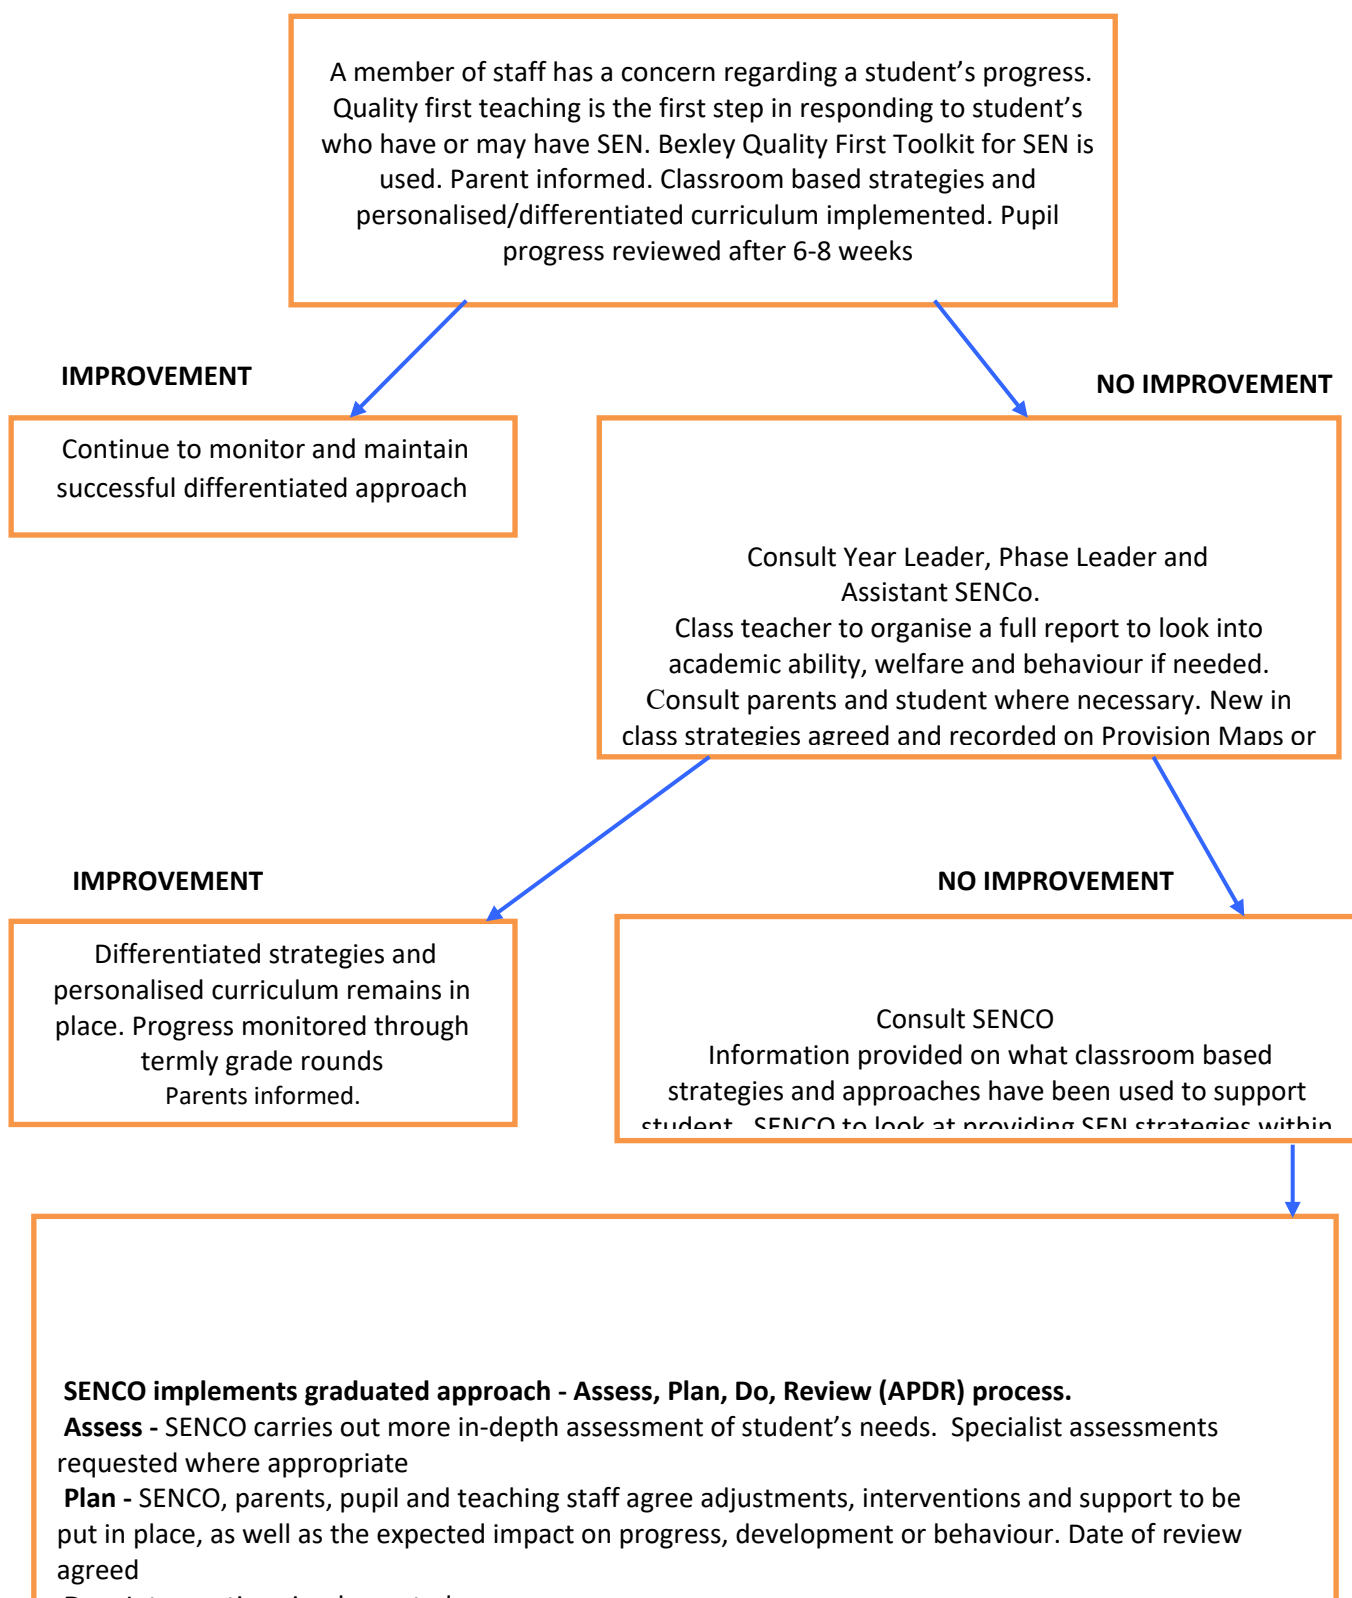 A member of staff has a concern regarding a student’s progress.
Quality first teaching is the first step in responding to student’s
who have or may have SEN. Bexley Quality First Toolkit for SEN is
used. Parent informed. Classroom based strategies and
personalised/differentiated curriculum implemented. Pupil
progress reviewed after 6-8 weeks
IMPROVEMENT
NO IMPROVEMENT
Continue to monitor and maintain
successful differentiated approach
Consult Year Leader, Phase Leader and
Assistant SENCo.
Class teacher to organise a full report to look into
academic ability, welfare and behaviour if needed.
Consult parents and student where necessary. New in
class strategies agreed and recorded on Provision Maps or
IMPROVEMENT
NO IMPROVEMENT
Differentiated strategies and
personalised curriculum remains in
place. Progress monitored through
termly grade rounds
Parents informed.
Consult SENCO
Information provided on what classroom based
strategies and approaches have been used to support
student. SENCO to look at providing SEN strategies within
SENCO implements graduated approach - Assess, Plan, Do, Review (APDR) process.
Assess - SENCO carries out more in-depth assessment of student’s needs. Specialist assessments
requested where appropriate
Plan - SENCO, parents, pupil and teaching staff agree adjustments, interventions and support to be
put in place, as well as the expected impact on progress, development or behaviour. Date of review
agreed